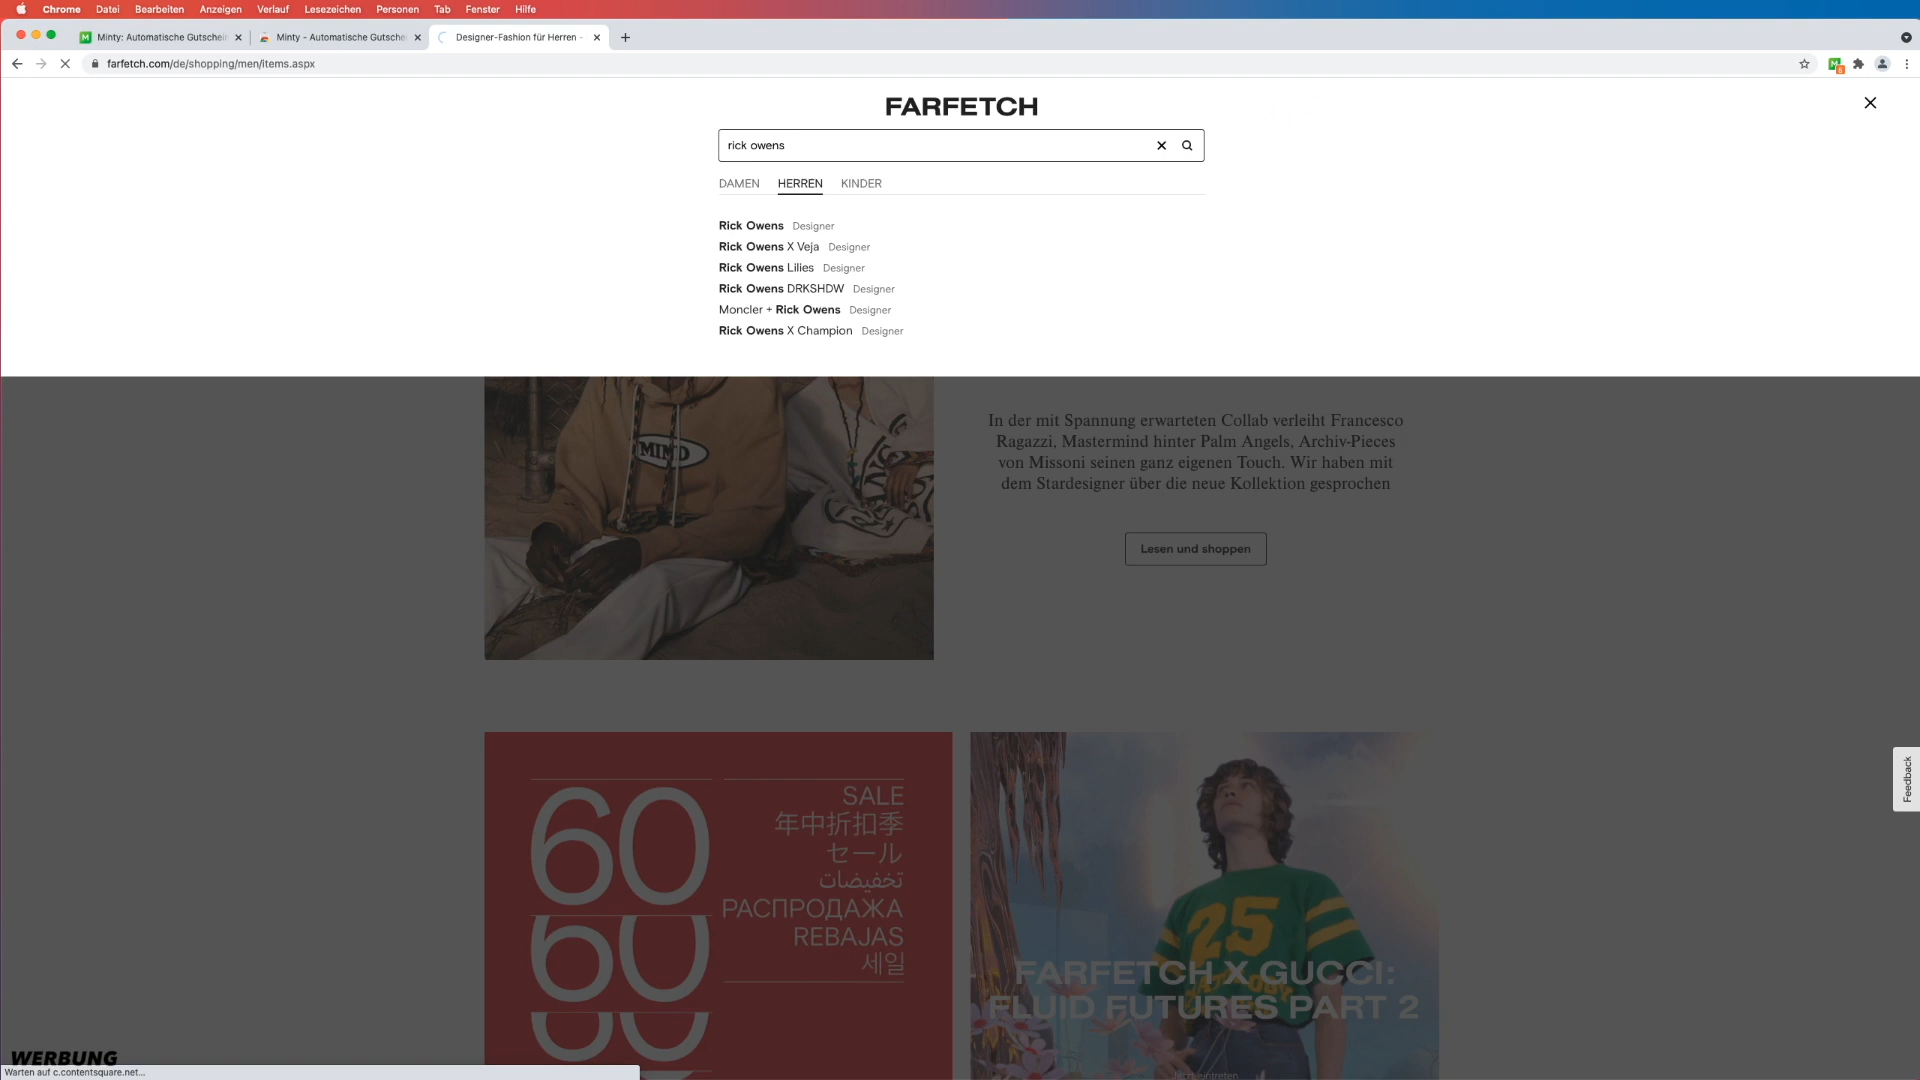 Chrome Datei Bearbeiten Anzeigen Verlauf Lesezeichen Personen Tab Fenster Hilfe
Minty: Automatische Gutschein
Minty - Automatische Gutsche
Designer-Fashion für Herren -
farfetch.com/de/shopping/men/items.aspx
FARFETCH
rick owens
DAMEN HERREN KINDER
Rick Owens Designer
Rick Owens X Veja Designer
Rick Owens Lilies Designer
Rick Owens DRKSHDW Designer
Moncler + Rick Owens Designer
Rick Owens X Champion Designer
In der mit Spannung erwarteten Collab verleiht Francesco
Ragazzi, Mastermind hinter Palm Angels, Archiv-Pieces
von Missoni seinen ganz eigenen Touch. Wir haben mit
dem Stardesigner über die neue Kollektion gesprochen
Lesen und shoppen
Feedback
60
60
60
SALE
年中折扣季
セール
تخفيضات
РАСПРОДАЖА
REBAJAS
세일
25
FARFETCH X GUCCI:
FLUID FUTURES PART 2
Jetzt eintreten
WERBUNG
Warten auf c.contentsquare.net...